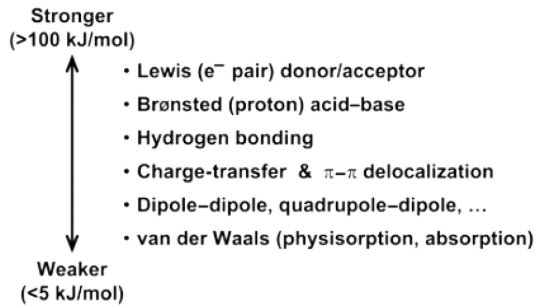 Stronger
(>100 kJ/mol)
• Lewis (e⁻ pair) donor/acceptor
• Brønsted (proton) acid–base
• Hydrogen bonding
• Charge-transfer & π–π delocalization
• Dipole–dipole, quadrupole–dipole, ...
• van der Waals (physisorption, absorption)
Weaker
(<5 kJ/mol)